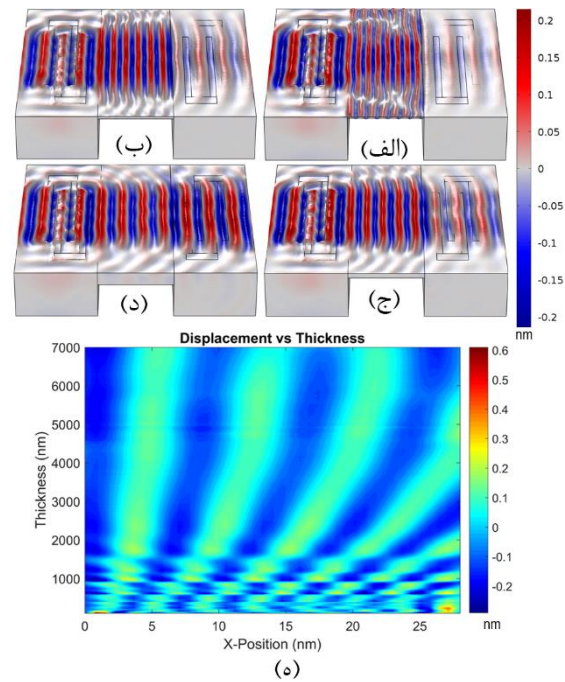 0.2
0.15
0.1
0.05
0
-0.05
-0.1
-0.15
-0.2
nm
(ب)
(الف)
(د)
(ج)
Displacement vs Thickness
Thickness (nm)
7000
6000
5000
4000
3000
2000
1000
0 5 10 15 20 25
X-Position (nm)
0.6
0.5
0.4
0.3
0.2
0.1
0
-0.1
-0.2
nm
(ه)